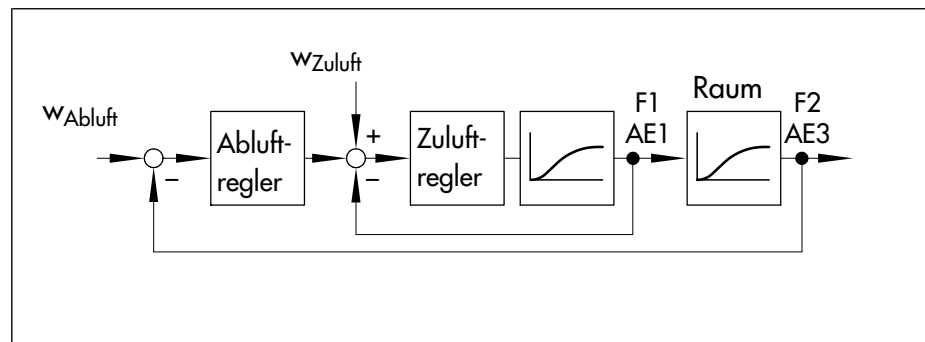 wZuluft
wAbluft
F1
AE1
Raum
F2
AE3
Abluft-
regler
+
Zuluft-
regler
–
–